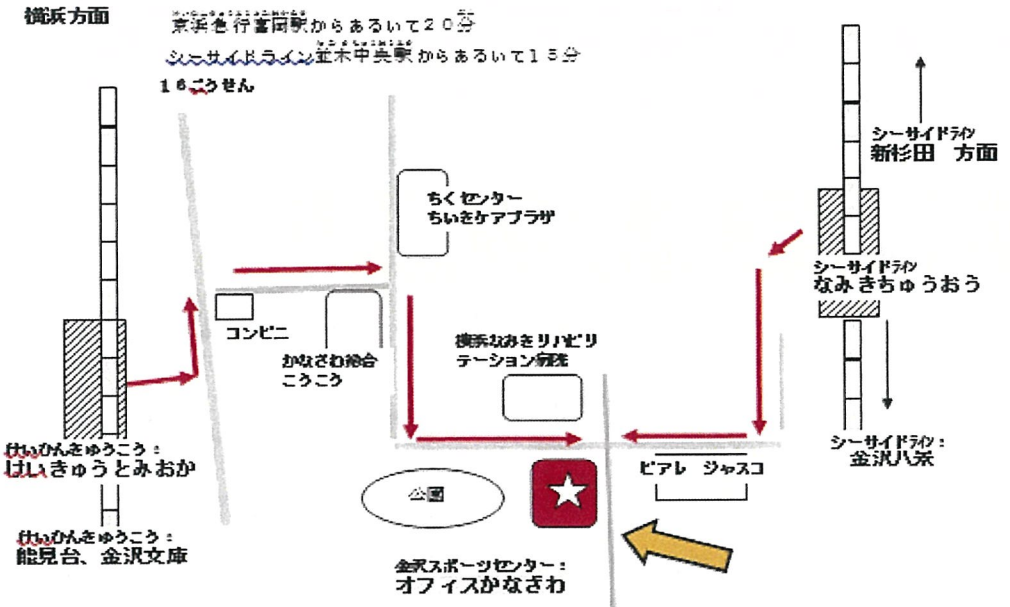 横浜方面
京浜急行富岡駅からあるいて20分
シーサイドライン並木中央駅からあるいて15分
16ごうせん
シーサイドライン
新杉田 方面
ちくセンター
ちいきケアプラザ
シーサイドライン
なみきちゅうおう
コンビニ
かなざわ総合
こうこう
横浜なみきリハビリ
テーション病院
けいひんきゅうこう:
けいきゅうとみおか
シーサイドライン:
金沢八景
ピアレ ジャスコ
公園
けいひんきゅうこう:
能見台、金沢文庫
金沢スポーツセンター:
オフィスかなざわ